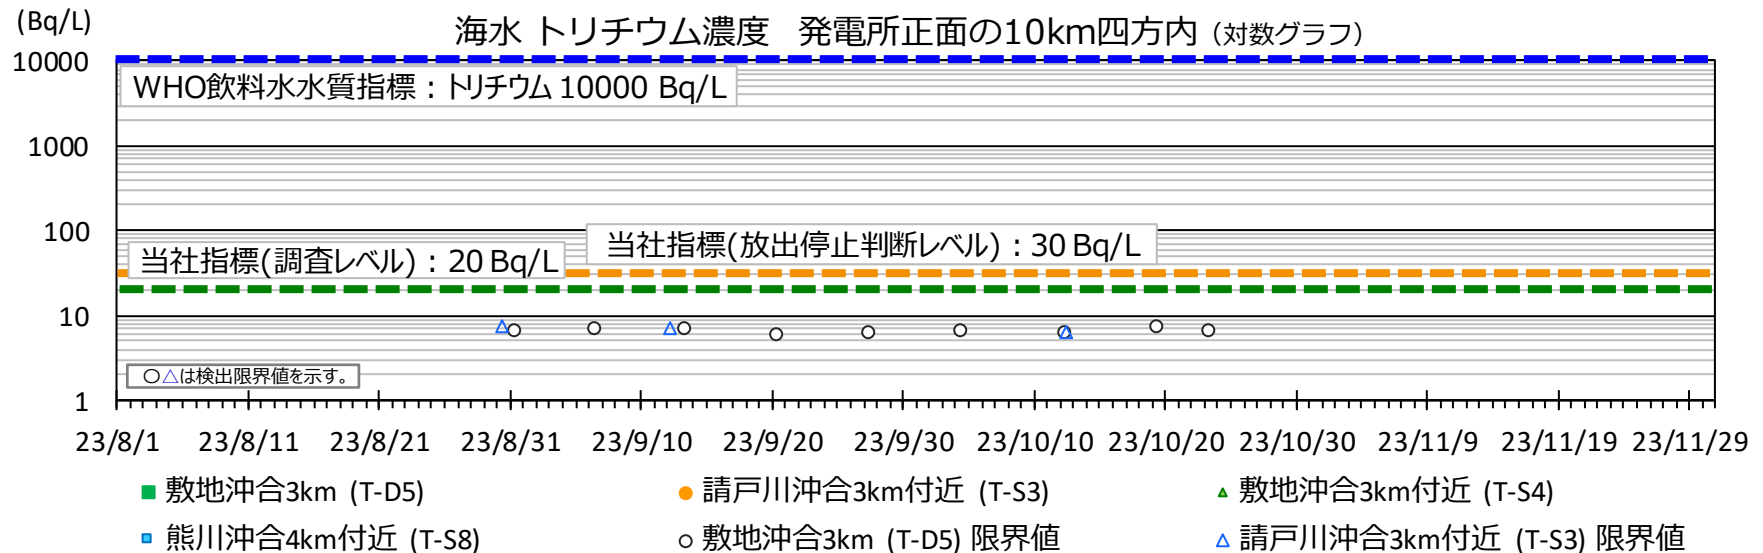 (Bq/L)
海水 トリチウム濃度　発電所正面の10km四方内（対数グラフ）
10000
WHO飲料水水質指標：トリチウム 10000 Bq/L
1000
100
当社指標(調査レベル)：20 Bq/L
当社指標(放出停止判断レベル)：30 Bq/L
10
○△は検出限界値を示す。
1
23/8/1 23/8/11 23/8/21 23/8/31 23/9/10 23/9/20 23/9/30 23/10/10 23/10/20 23/10/30 23/11/9 23/11/19 23/11/29
敷地沖合3km (T-D5) 請戸川沖合3km付近 (T-S3) 敷地沖合3km付近 (T-S4)
熊川沖合4km付近 (T-S8) 敷地沖合3km (T-D5) 限界値 請戸川沖合3km付近 (T-S3) 限界値